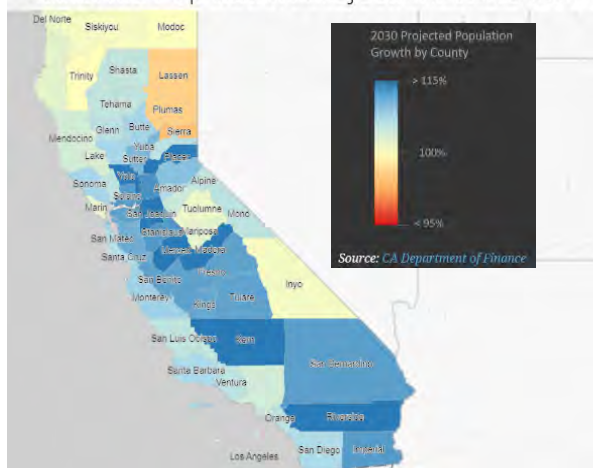 2030 Projected Population
Growth by County
> 115%
100%
< 95%
Source: CA Department of Finance
Del Norte
Siskiyou
Modoc
Trinity
Shasta
Lassen
Tehama
Plumas
Mendocino
Glenn
Butte
Sierra
Lake
Yuba
Sutter
Placer
Sonoma
Yolo
Alpine
Amador
Solano
Marin
Tuolumne
Mono
San Joaquin
San Mateo
Stanislaus
Mariposa
Santa Cruz
Merced
Madera
San Benito
Fresno
Inyo
Monterey
Kings
Tulare
San Luis Obispo
Kern
San Bernardino
Santa Barbara
Ventura
Orange
Riverside
Los Angeles
San Diego
Imperial